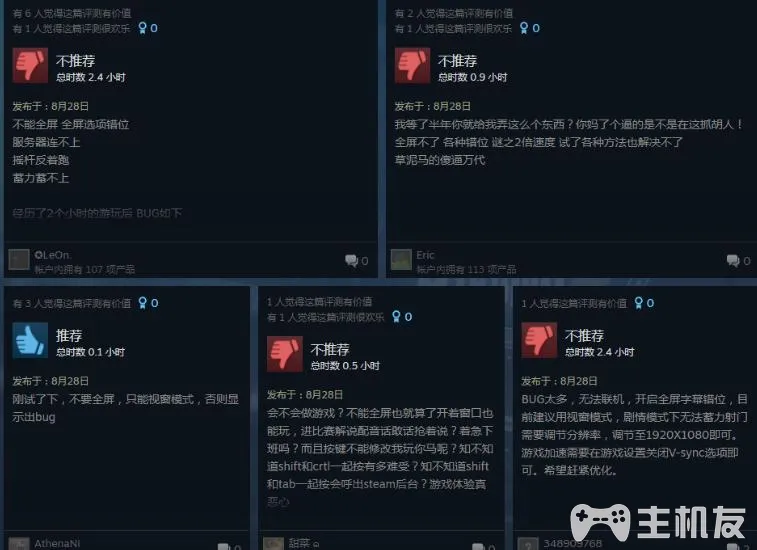 有 6 人觉得这篇评测有价值
有 1 人觉得这篇评测很欢乐 0
不推荐
总时数 2.4 小时
发布于：8月28日
不能全屏 全屏选项错位
服务器连不上
摇杆反着跑
蓄力蓄不上
经历了2个小时的游玩后 BUG如下
✪LeOn.
帐户内拥有 107 项产品
0
有 2 人觉得这篇评测有价值
有 1 人觉得这篇评测很欢乐 0
不推荐
总时数 0.9 小时
发布于：8月28日
我等了半年你就给我弄这么个东西？你妈了个逼的是不是在这抓胡人！
全屏不了 各种错位 谜之2倍速度 试了各种方法也解决不了
草泥马的傻逼万代
Eric
帐户内拥有 113 项产品
0
有 3 人觉得这篇评测有价值 0
推荐
总时数 0.1 小时
发布于：8月28日
刚试了下，不要全屏，只能视窗模式，否则显
示出bug
AthenaNi
0
1 人觉得这篇评测有价值
有 1 人觉得这篇评测很欢乐 0
不推荐
总时数 0.5 小时
发布于：8月28日
会不会做游戏？不能全屏也就算了开着窗口也
能玩，进比赛解说配音话敢话抢着说？着急下
班吗？而且按键不能修改我玩你马呢？知不知
道shift和crtl一起按有多难受？知不知道shift
和tab一起按会呼出steam后台？游戏体验真
恶心
甜菜
0
1 人觉得这篇评测有价值 0
不推荐
总时数 2.4 小时
发布于：8月28日
BUG太多，无法联机，开启全屏字幕错位，目
前建议用视窗模式，剧情模式下无法蓄力射门
需要调节分辨率，调节至1920X1080即可。
游戏加速需要在游戏设置关闭V-sync选项即
可。希望赶紧优化。
348903768
主机友